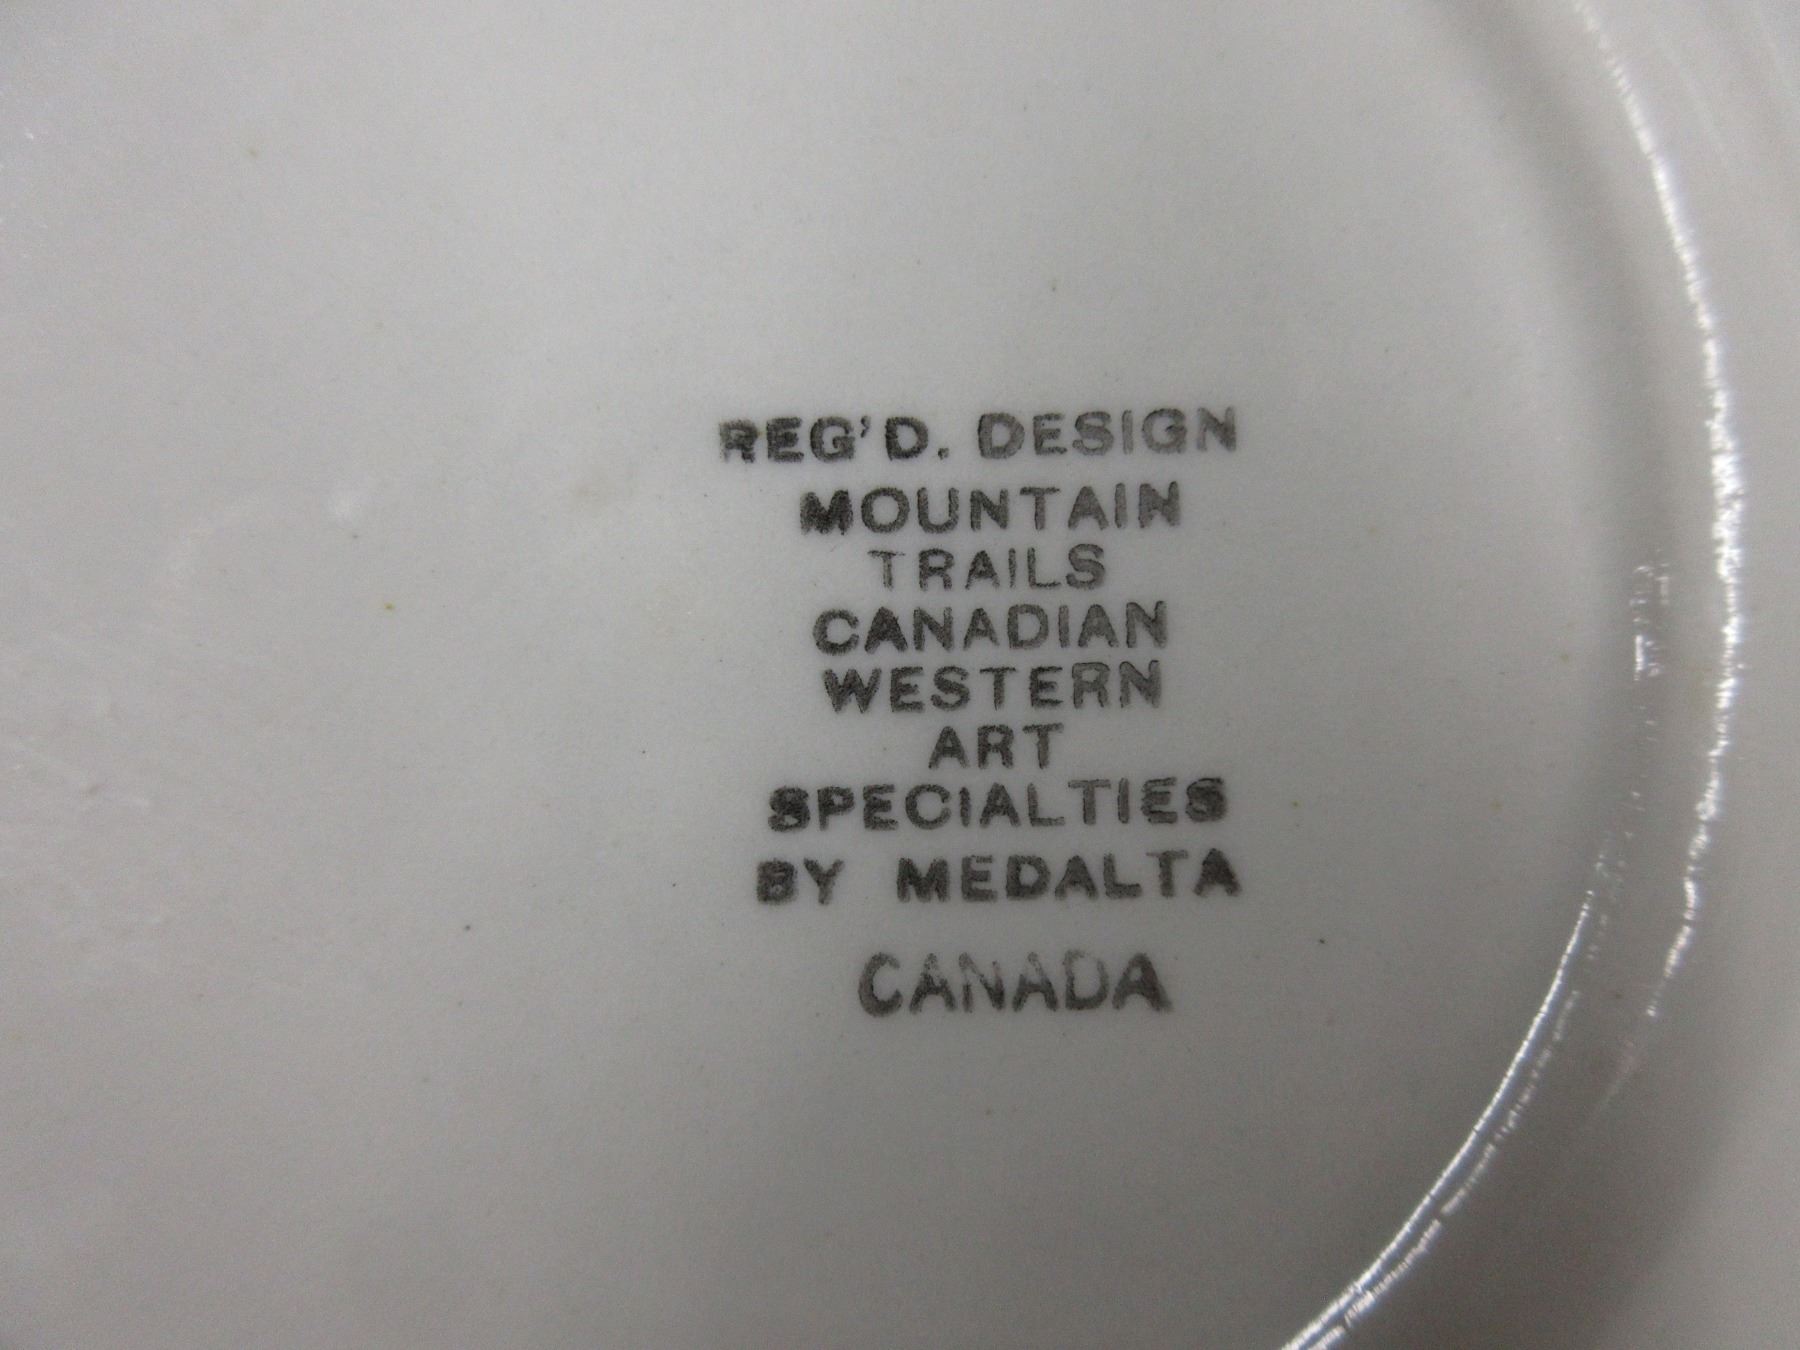 REG'D. DESIGN
MOUNTAIN
TRAILS
CANADIAN
WESTERN
ART
SPECIALTIES
BY MEDALTA
CANADA